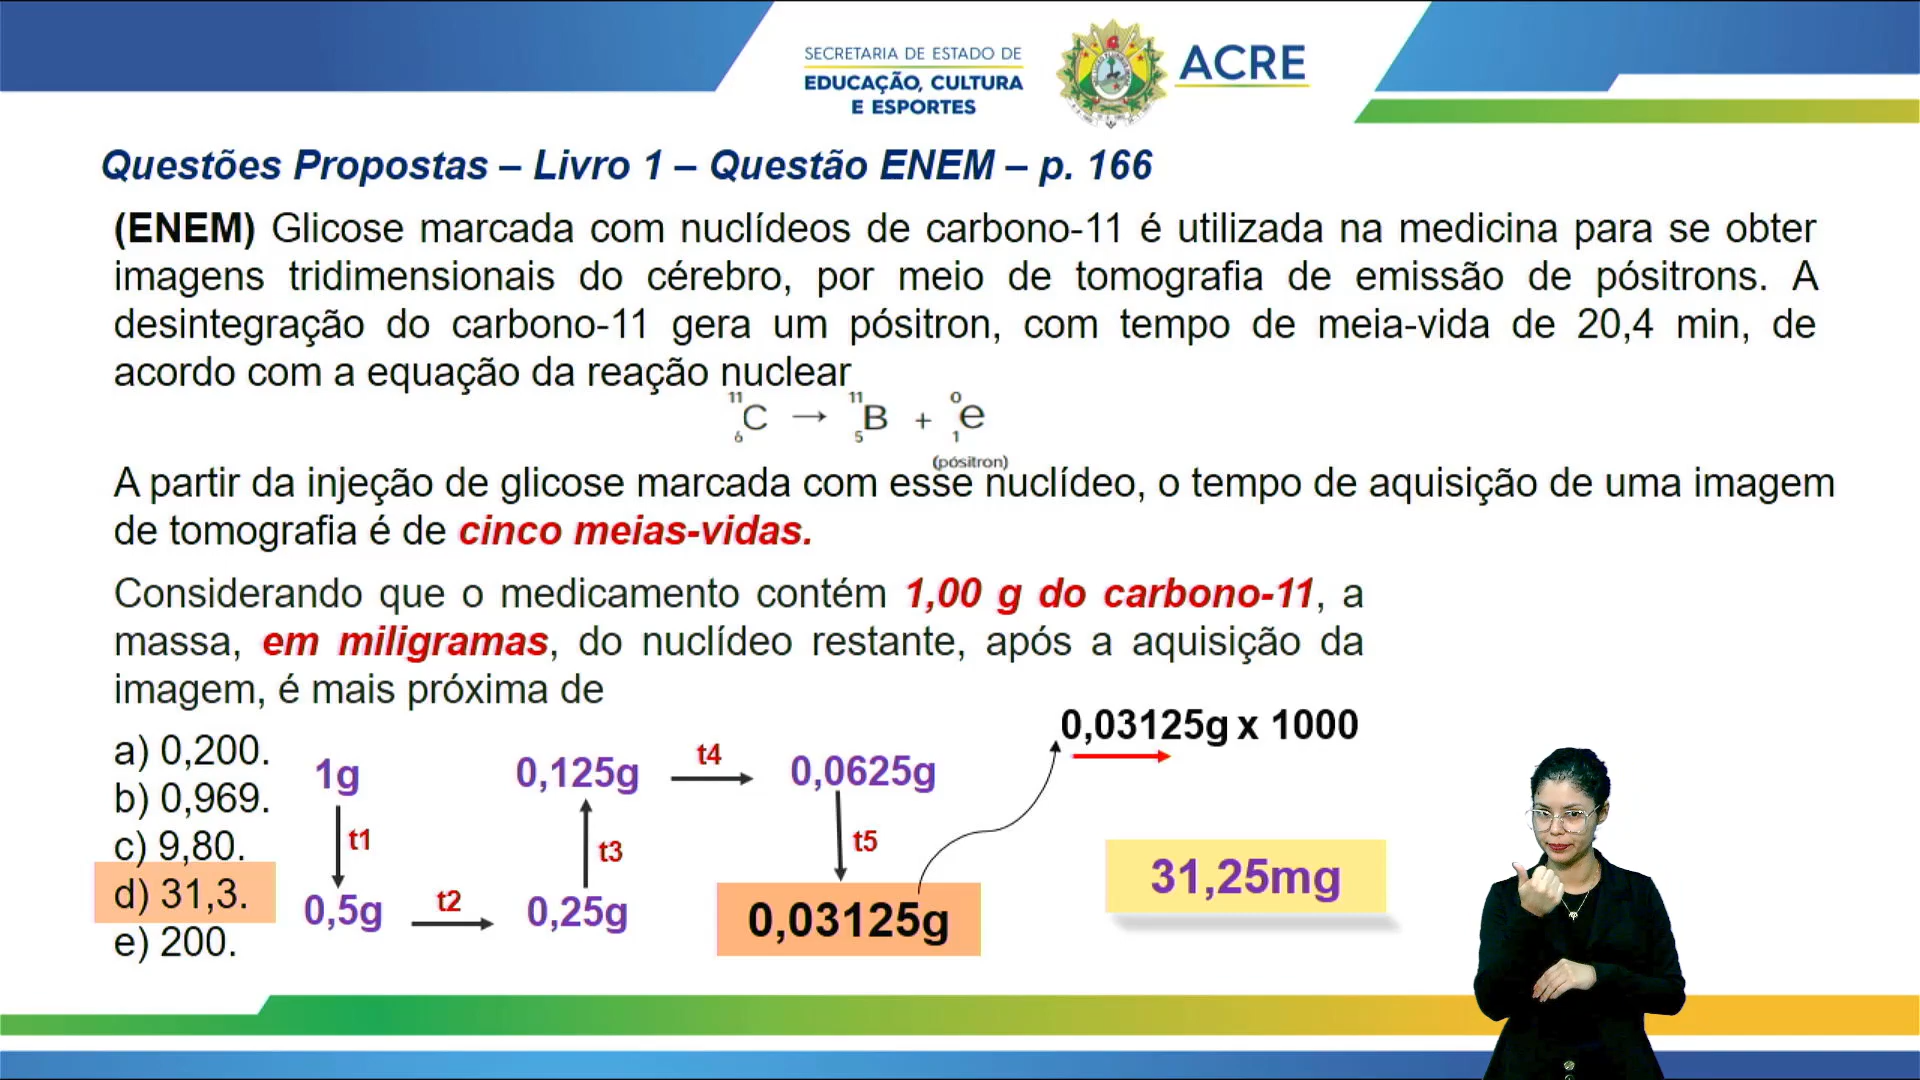 SECRETARIA DE ESTADO DE
EDUCAÇÃO, CULTURA
E ESPORTES
ACRE
Questões Propostas – Livro 1 – Questão ENEM – p. 166
(ENEM) Glicose marcada com nuclídeos de carbono-11 é utilizada na medicina para se obter
imagens tridimensionais do cérebro, por meio de tomografia de emissão de pósitrons. A
desintegração do carbono-11 gera um pósitron, com tempo de meia-vida de 20,4 min, de
acordo com a equação da reação nuclear
11 6 C → 11 5 B + 0 1 e
(pósitron)
A partir da injeção de glicose marcada com esse nuclídeo, o tempo de aquisição de uma imagem
de tomografia é de cinco meias-vidas.
Considerando que o medicamento contém 1,00 g do carbono-11, a
massa, em miligramas, do nuclídeo restante, após a aquisição da
imagem, é mais próxima de
a) 0,200.
b) 0,969.
c) 9,80.
d) 31,3.
e) 200.
1g
t1
0,5g
t2
0,25g
t3
0,125g
t4
0,0625g
t5
0,03125g
0,03125g x 1000
31,25mg